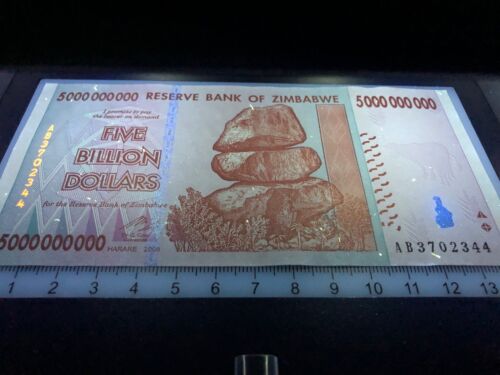 5000000000 RESERVE BANK OF ZIMBABWE 5000000000
I promise to pay
the bearer on demand
FIVE
BILLION
DOLLARS
for the Reserve Bank of Zimbabwe
AB3702344
5000000000
HARARE 2008
AB3702344
1 2 3 4 5 6 7 8 9 10 11 12 13